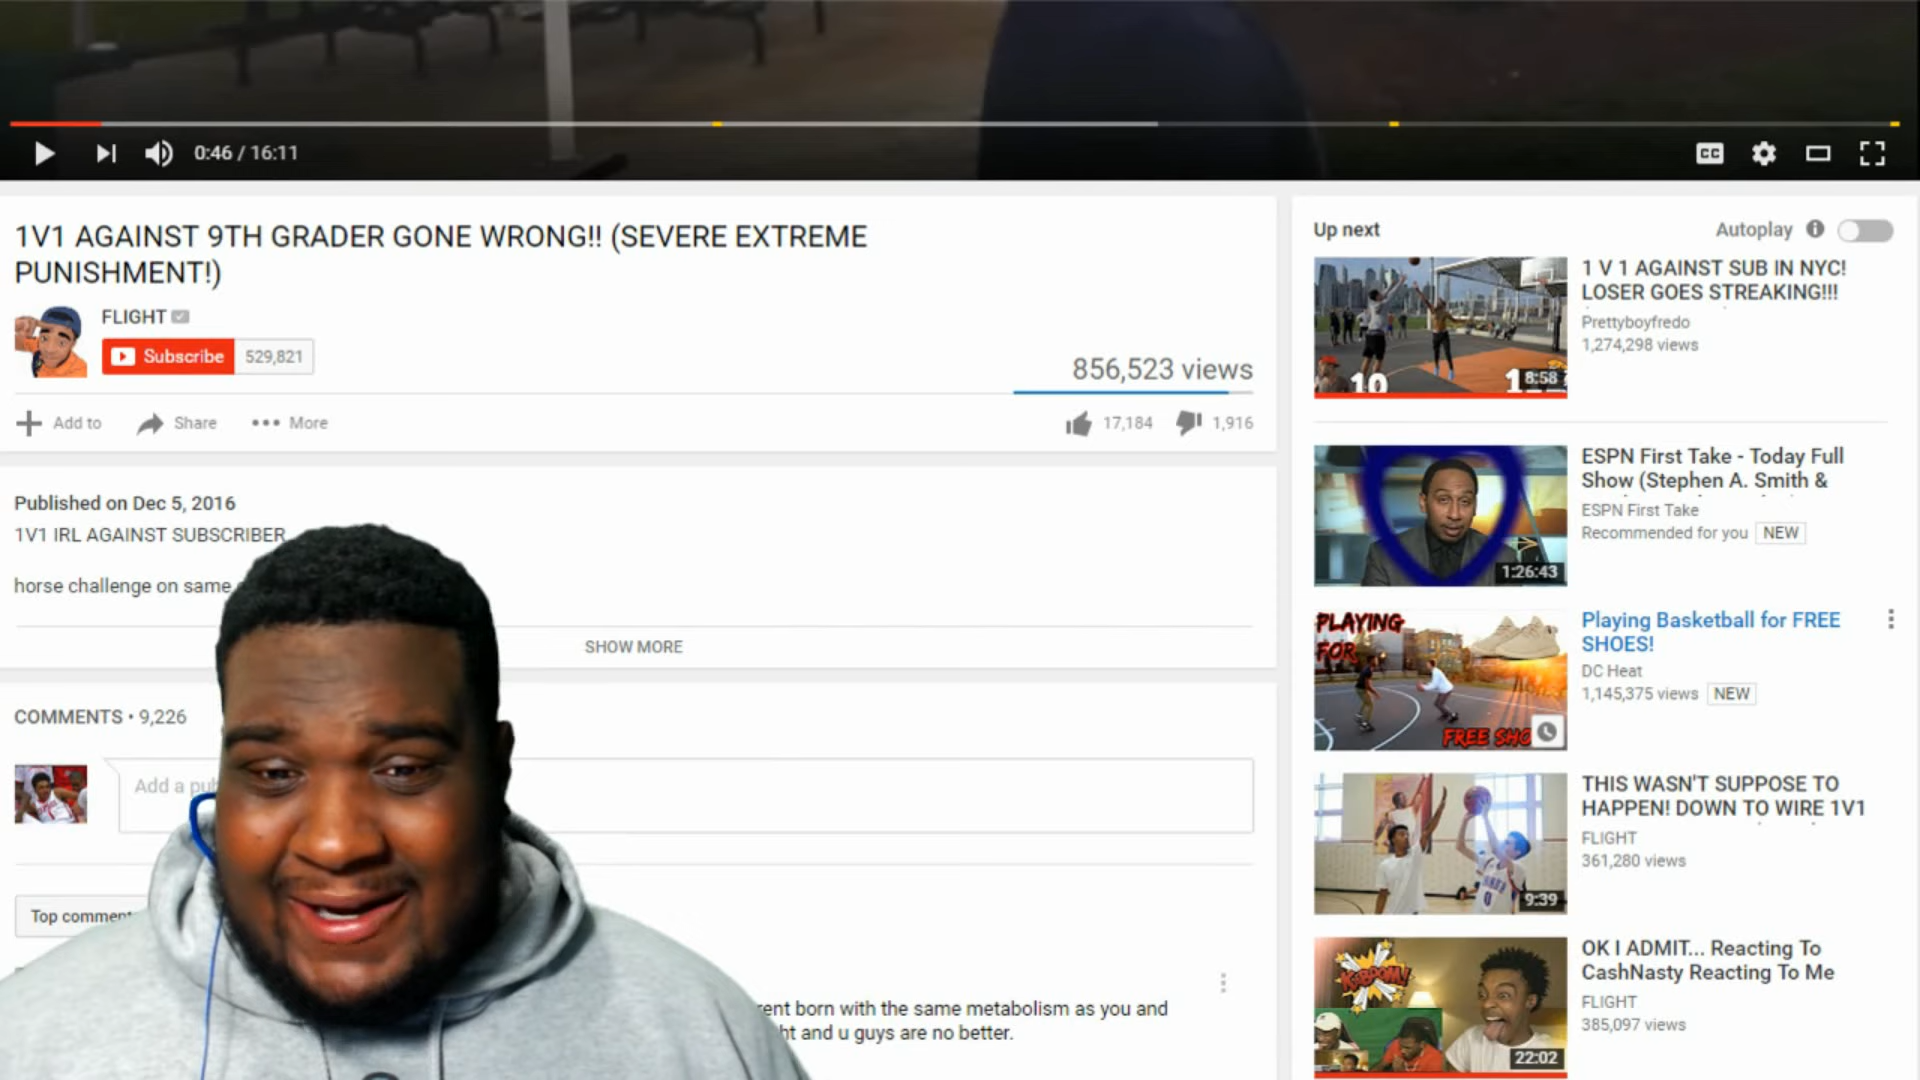 0:46 / 16:11
CC
1V1 AGAINST 9TH GRADER GONE WRONG!! (SEVERE EXTREME
PUNISHMENT!)
FLIGHT
Subscribe 529,821
856,523 views
Add to Share More
17,184 1,916
Published on Dec 5, 2016
1V1 IRL AGAINST SUBSCRIBER
horse challenge on same
SHOW MORE
COMMENTS • 9,226
Add a
Top
born with the same metabolism as you and
and u guys are no better.
Up next Autoplay
10
8:58
1 V 1 AGAINST SUB IN NYC!
LOSER GOES STREAKING!!!
Prettyboyfredo
1,274,298 views
1:26:43
ESPN First Take - Today Full
Show (Stephen A. Smith &
ESPN First Take
Recommended for you NEW
PLAYING
FOR
FREE
Playing Basketball for FREE
SHOES!
DC Heat
1,145,375 views NEW
0
9:39
THIS WASN'T SUPPOSE TO
HAPPEN! DOWN TO WIRE 1V1
FLIGHT
361,280 views
KABOOM!
22:02
OK I ADMIT... Reacting To
CashNasty Reacting To Me
FLIGHT
385,097 views